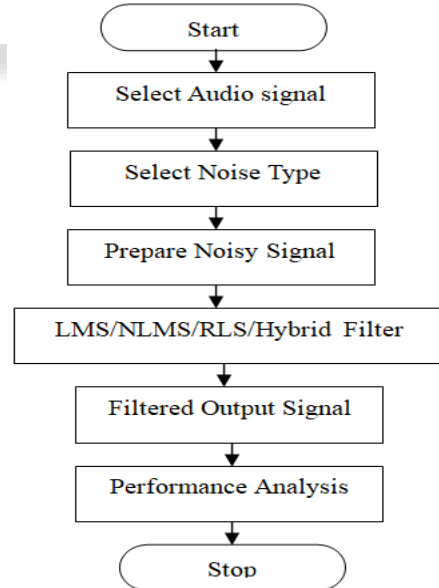 Start
Select Audio signal
Select Noise Type
Prepare Noisy Signal
LMS/NLMS/RLS/Hybrid Filter
Filtered Output Signal
Performance Analysis
Stop